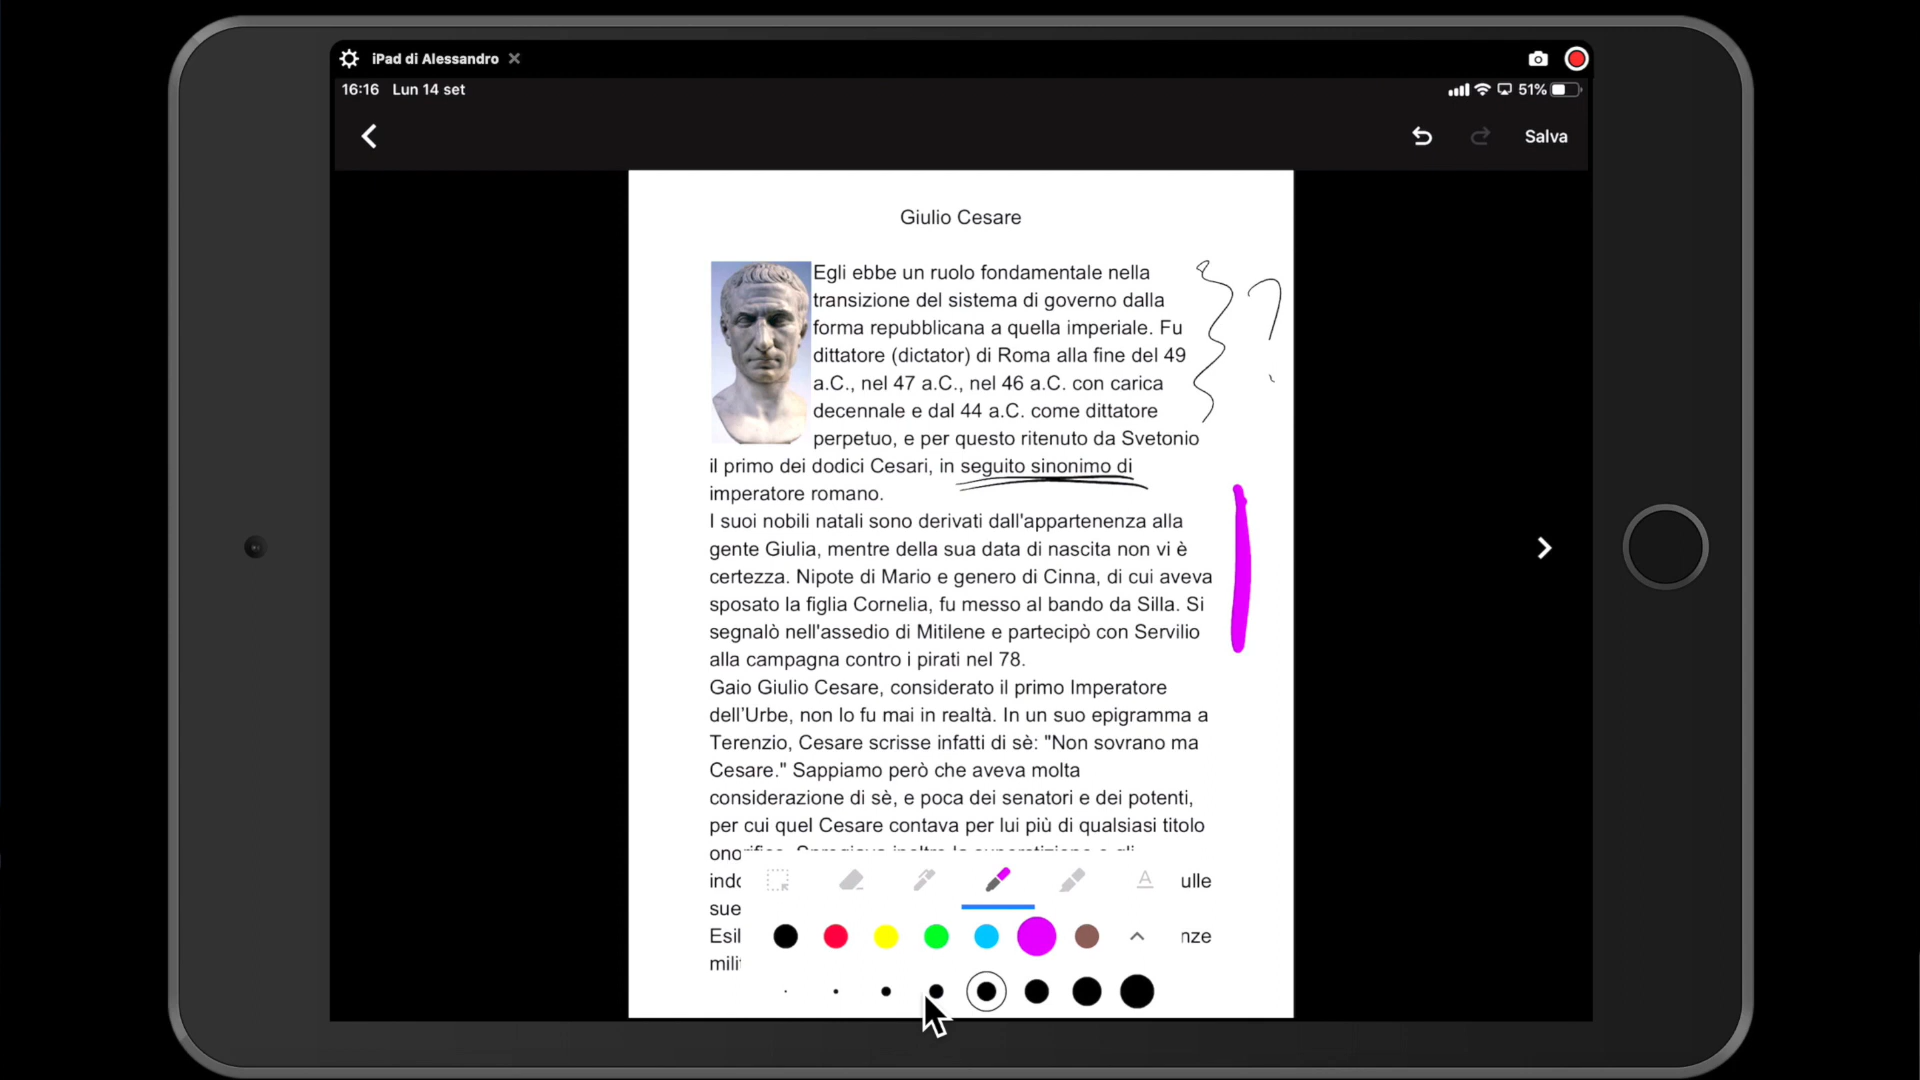 iPad di Alessandro
16:16 Lun 14 set
51%
Salva
Giulio Cesare
Egli ebbe un ruolo fondamentale nella
transizione del sistema di governo dalla
forma repubblicana a quella imperiale. Fu
dittatore (dictator) di Roma alla fine del 49
a.C., nel 47 a.C., nel 46 a.C. con carica
decennale e dal 44 a.C. come dittatore
perpetuo, e per questo ritenuto da Svetonio
il primo dei dodici Cesari, in seguito sinonimo di
imperatore romano.
?
I suoi nobili natali sono derivati dall'appartenenza alla
gente Giulia, mentre della sua data di nascita non vi è
certezza. Nipote di Mario e genero di Cinna, di cui aveva
sposato la figlia Cornelia, fu messo al bando da Silla. Si
segnalò nell'assedio di Mitilene e partecipò con Servilio
alla campagna contro i pirati nel 78.
Gaio Giulio Cesare, considerato il primo Imperatore
dell'Urbe, non lo fu mai in realtà. In un suo epigramma a
Terenzio, Cesare scrisse infatti di sè: "Non sovrano ma
Cesare." Sappiamo però che aveva molta
considerazione di sè, e poca dei senatori e dei potenti,
per cui quel Cesare contava per lui più di qualsiasi titolo
sue
A